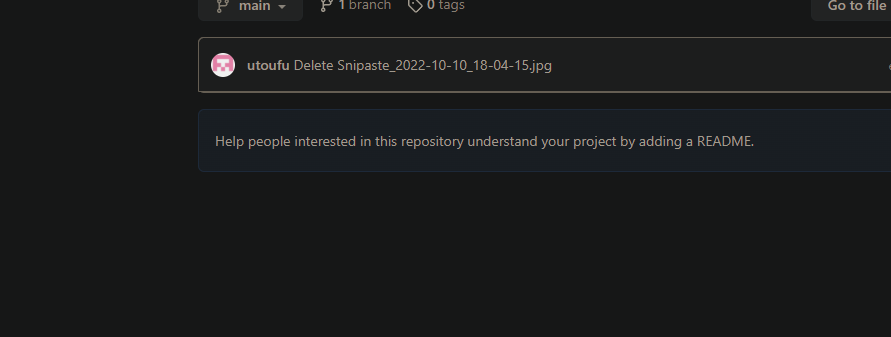 main 1 branch 0 tags Go to file
utoufu Delete Snipaste_2022-10-10_18-04-15.jpg
Help people interested in this repository understand your project by adding a README.